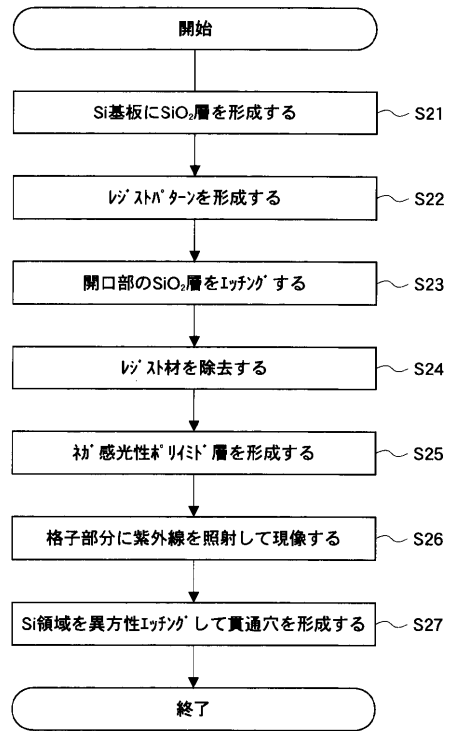 開始
Si基板にSiO₂層を形成する
S21
ﾚｼﾞｽﾄﾊﾟﾀｰﾝを形成する
S22
開口部のSiO₂層をｴｯﾁﾝｸﾞする
S23
ﾚｼﾞｽﾄ材を除去する
S24
ﾈｶﾞ感光性ﾎﾟﾘｲﾐﾄﾞ層を形成する
S25
格子部分に紫外線を照射して現像する
S26
Si領域を異方性ｴｯﾁﾝｸﾞして貫通穴を形成する
S27
終了